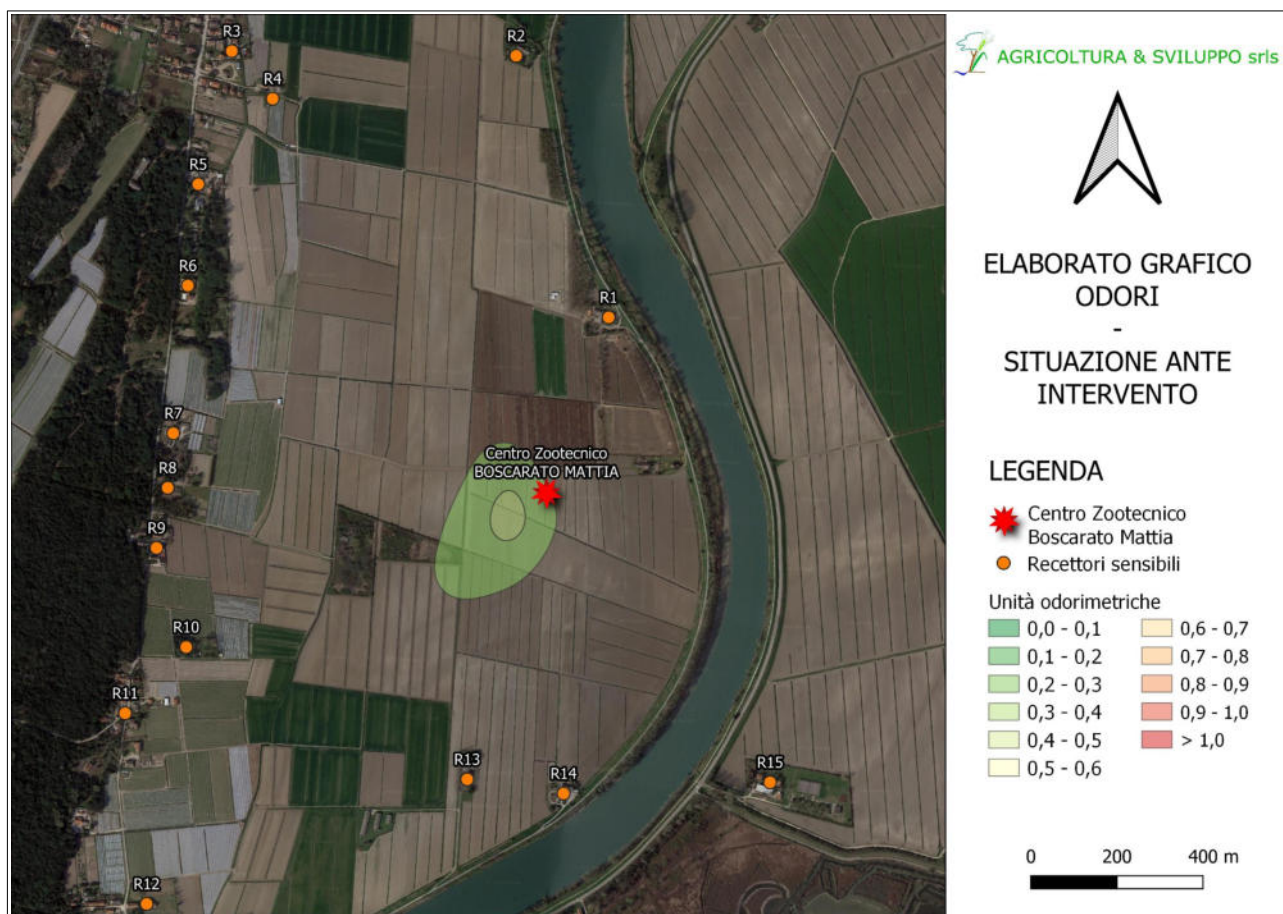 R3
R2
R4
R5
R6
R1
R7
R8
R9
Centro Zootecnico
BOSCARATO MATTIA
R10
R11
R13
R14
R15
R12
AGRICOLTURA & SVILUPPO srls
ELABORATO GRAFICO
ODORI
-
SITUAZIONE ANTE
INTERVENTO
LEGENDA
Centro Zootecnico
Boscarato Mattia
Recettori sensibili
Unità odorimetriche
0,0 - 0,1
0,1 - 0,2
0,2 - 0,3
0,3 - 0,4
0,4 - 0,5
0,5 - 0,6
0,6 - 0,7
0,7 - 0,8
0,8 - 0,9
0,9 - 1,0
> 1,0
0 200 400 m